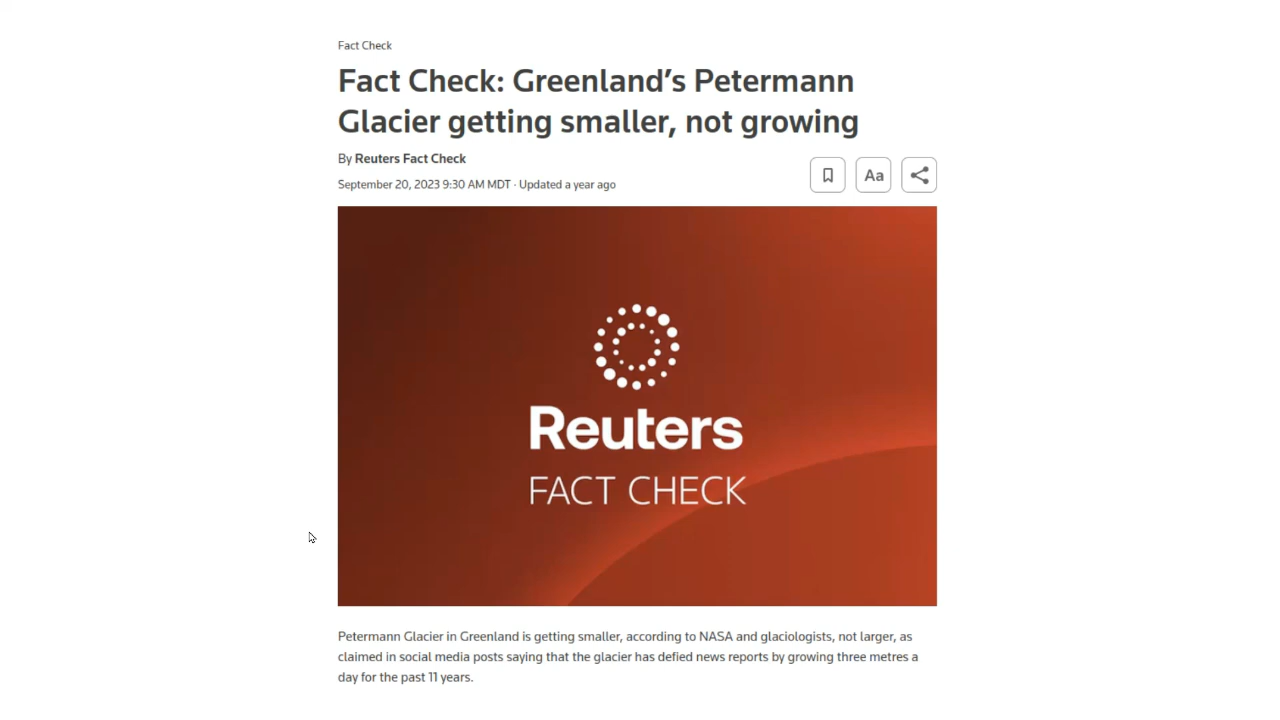 Fact Check
Fact Check: Greenland’s Petermann
Glacier getting smaller, not growing
By Reuters Fact Check
September 20, 2023 9:30 AM MDT · Updated a year ago
Aa
Reuters
FACT CHECK
Petermann Glacier in Greenland is getting smaller, according to NASA and glaciologists, not larger, as
claimed in social media posts saying that the glacier has defied news reports by growing three metres a
day for the past 11 years.